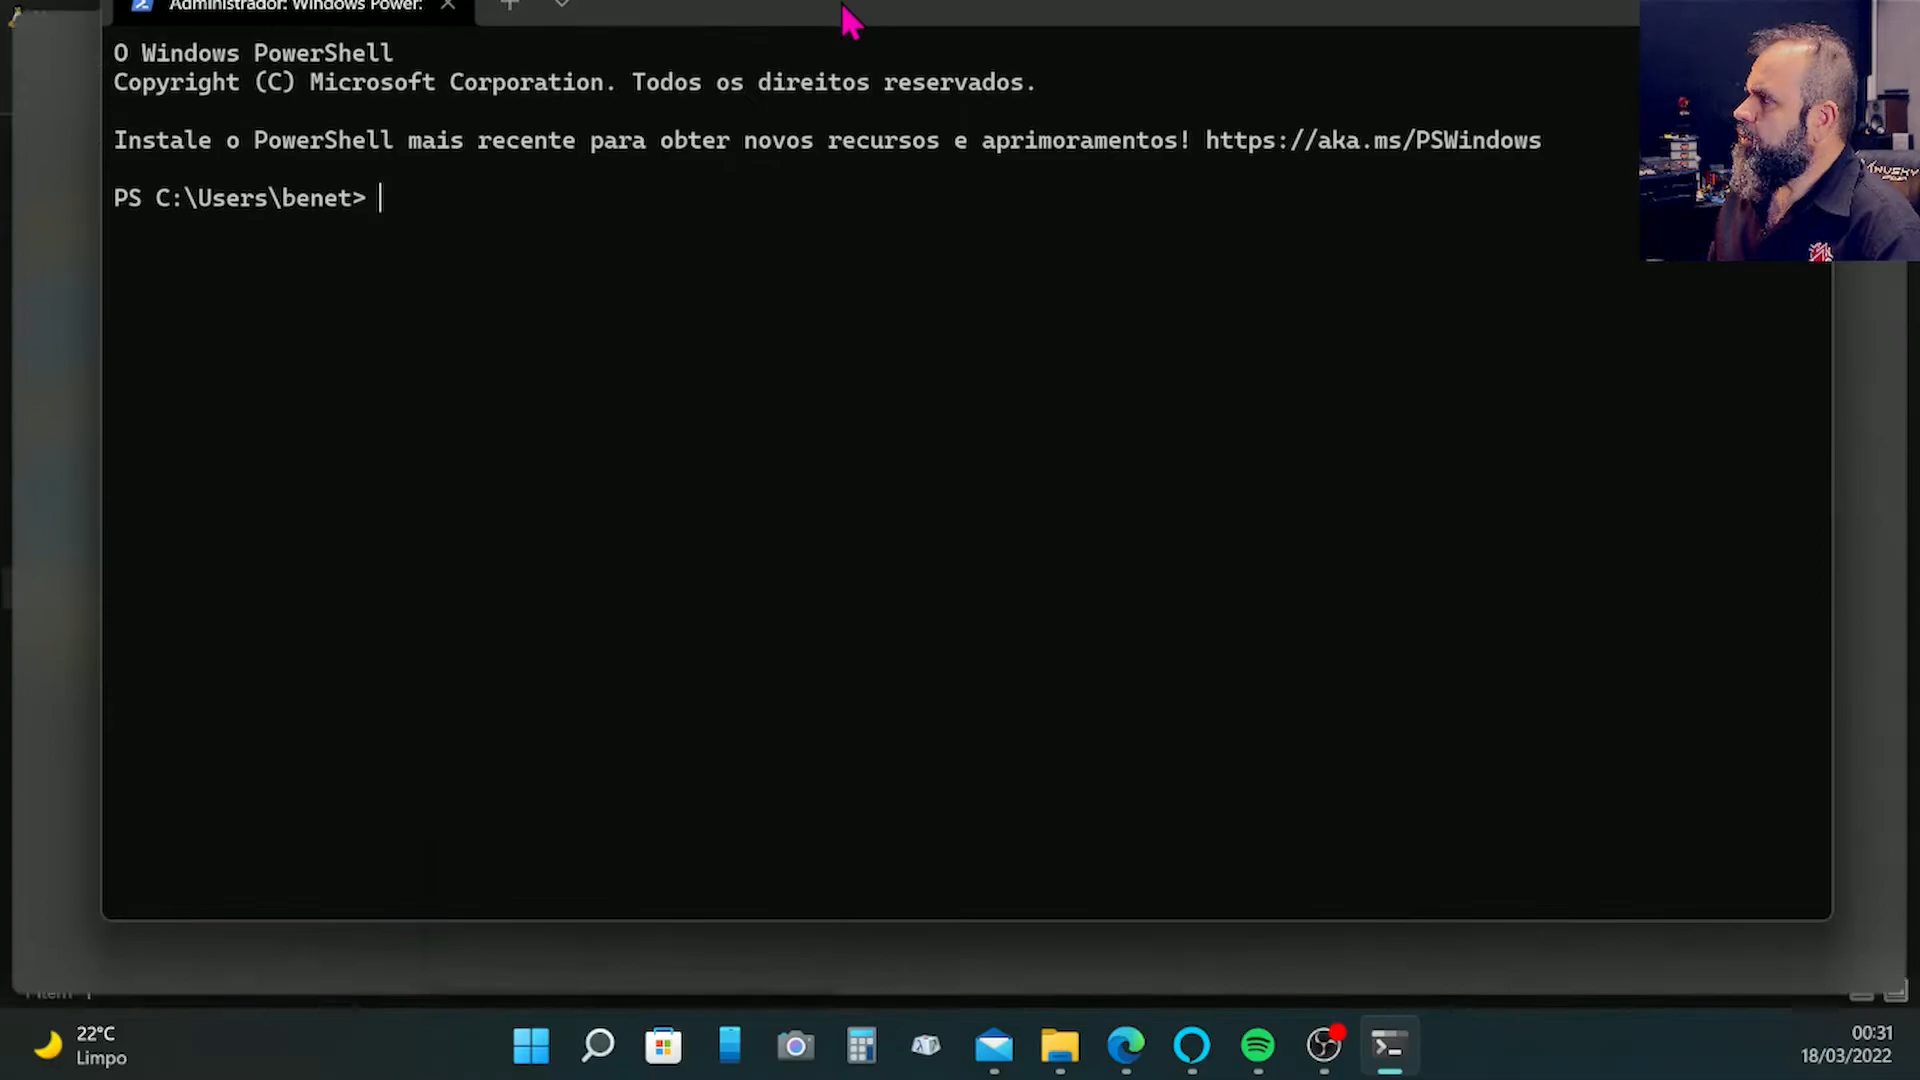 Administrador: Windows Power:
O Windows PowerShell
Copyright (C) Microsoft Corporation. Todos os direitos reservados.
Instale o PowerShell mais recente para obter novos recursos e aprimoramentos! https://aka.ms/PSWindows
PS C:\Users\benet>
22°C
Limpo
00:31
18/03/2022